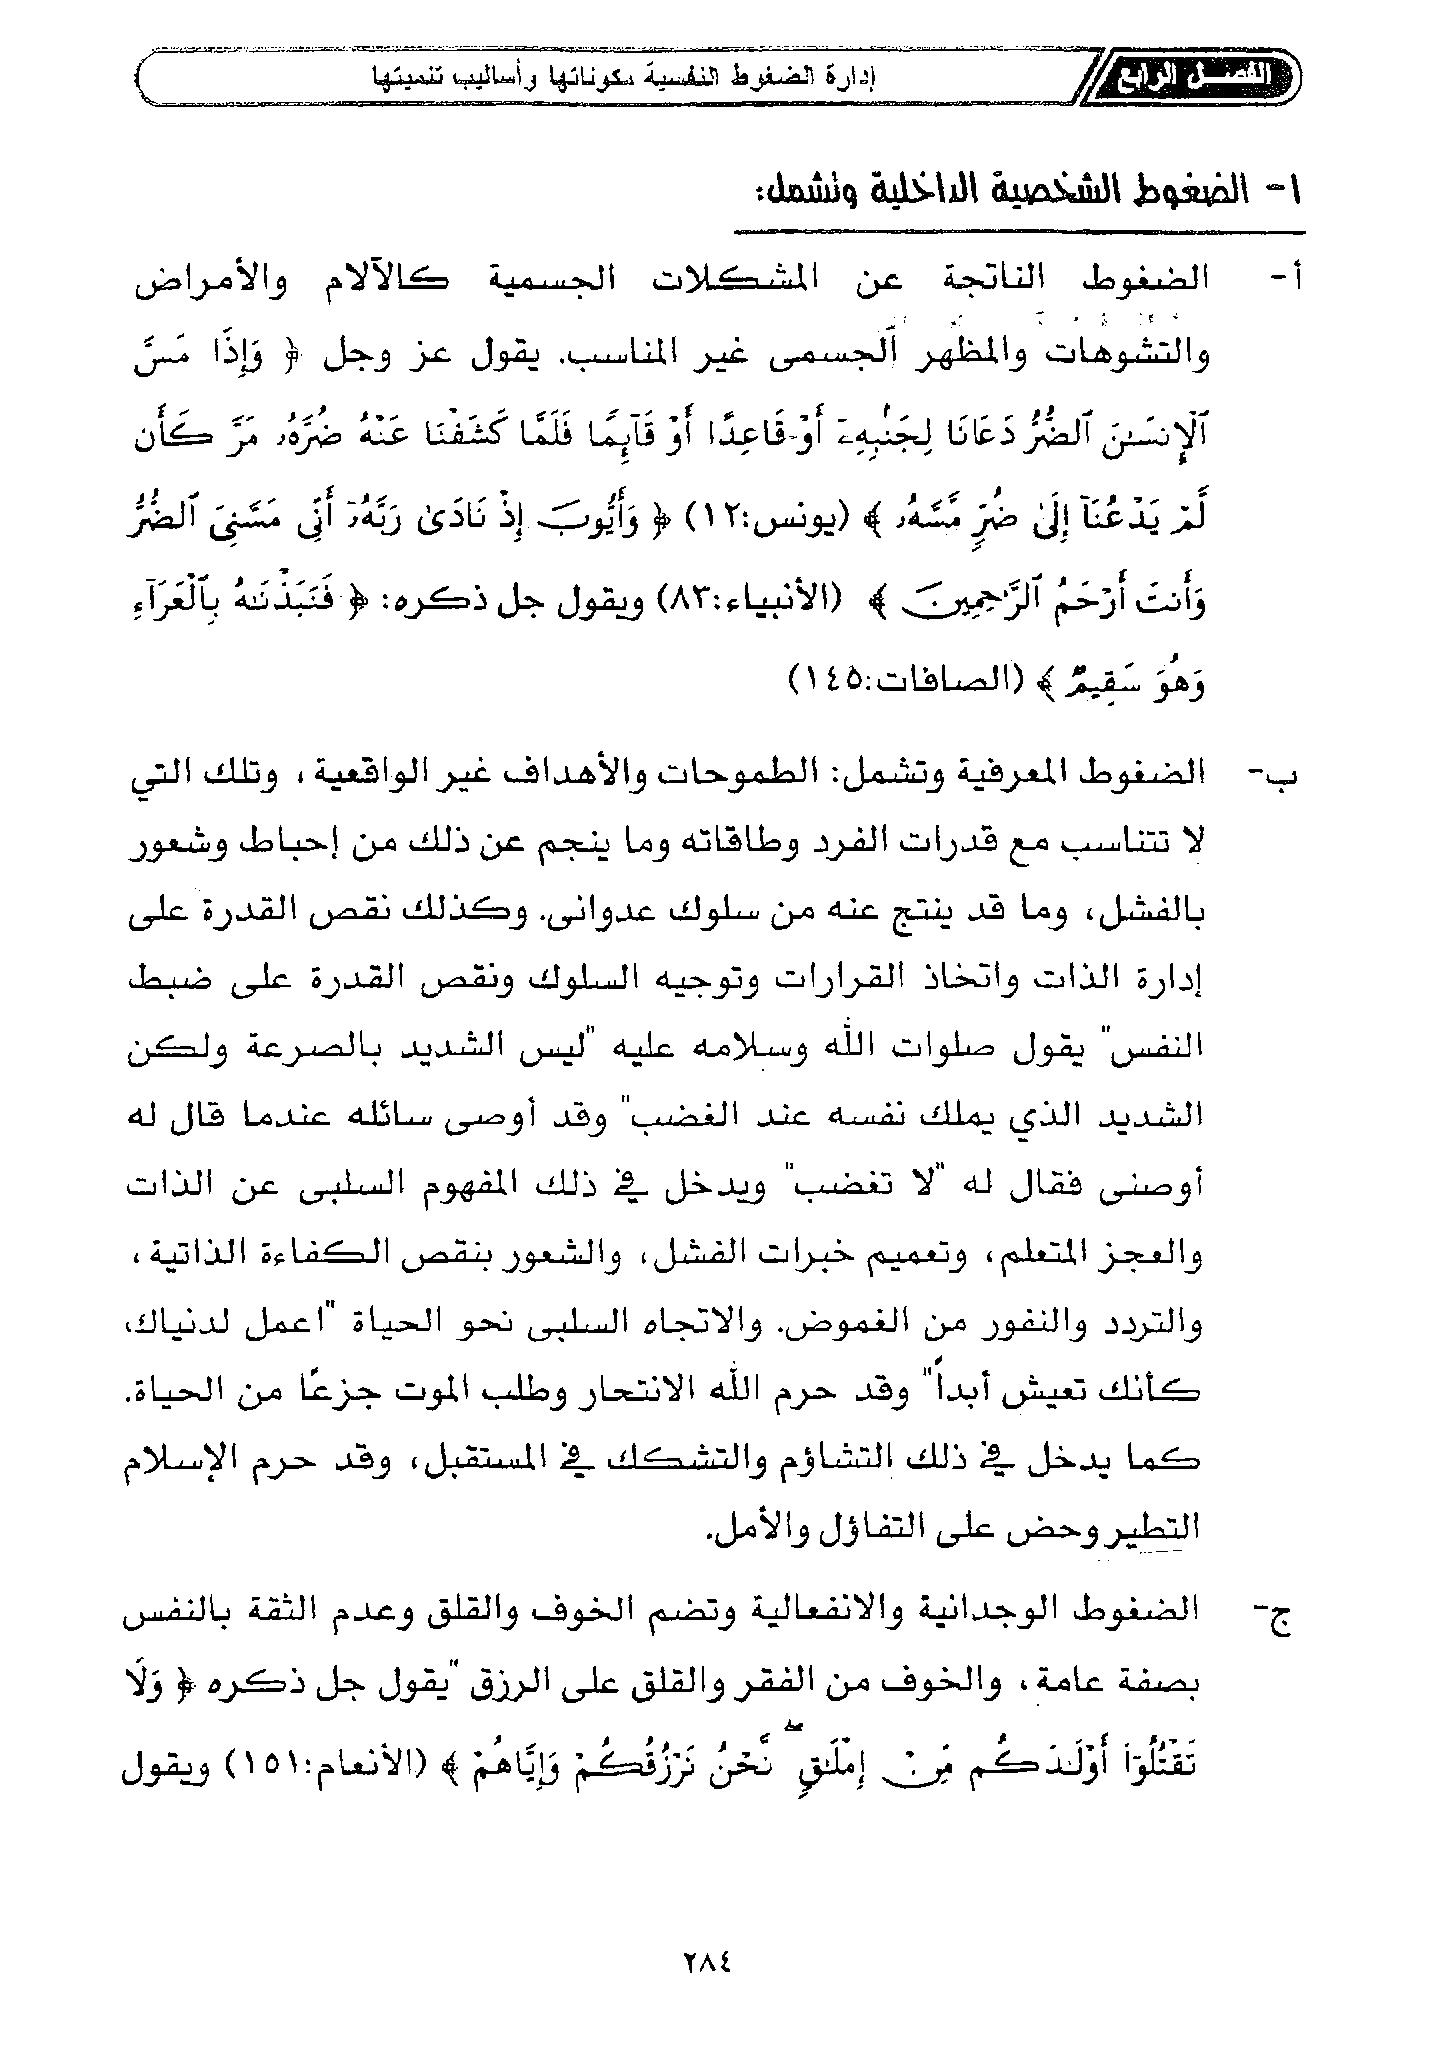 الفصل الرابع
إدارة الضغوط النفسية مكوناتها وأساليب تنميتها
١- الضغوط الشخصية الداخلية وتشمل:
أ- الضغوط الناتجة عن المشكلات الجسمية كالآلام والأمراض
والتشوهات والمظهر الجسمى غير المناسب. يقول عز وجل ﴿ وَإِذَا مَسَّ
ٱلْإِنسَـٰنَ ٱلضُّرُّ دَعَانَا لِجَنۢبِهِۦٓ أَوْ قَاعِدًا أَوْ قَآئِمًا فَلَمَّا كَشَفْنَا عَنْهُ ضُرَّهُۥ مَرَّ كَأَن
لَّمْ يَدْعُنَآ إِلَىٰ ضُرٍّ مَّسَّهُۥ ﴾ (يونس:١٢) ﴿ وَأَيُّوبَ إِذْ نَادَىٰ رَبَّهُۥٓ أَنِّى مَسَّنِىَ ٱلضُّرُّ
وَأَنتَ أَرْحَمُ ٱلرَّٰحِمِينَ ﴾ (الأنبياء:٨٣) ويقول جل ذكره: ﴿ فَنَبَذْنَـٰهُ بِٱلْعَرَآءِ
وَهُوَ سَقِيمٌ ﴾ (الصافات:١٤٥)
ب- الضغوط المعرفية وتشمل: الطموحات والأهداف غير الواقعية، وتلك التي
لا تتناسب مع قدرات الفرد وطاقاته وما ينجم عن ذلك من إحباط وشعور
بالفشل، وما قد ينتج عنه من سلوك عدوانى. وكذلك نقص القدرة على
إدارة الذات واتخاذ القرارات وتوجيه السلوك ونقص القدرة على ضبط
النفس" يقول صلوات الله وسلامه عليه "ليس الشديد بالصرعة ولكن
الشديد الذي يملك نفسه عند الغضب" وقد أوصى سائله عندما قال له
أوصنى فقال له "لا تغضب" ويدخل في ذلك المفهوم السلبى عن الذات
والعجز المتعلم، وتعميم خبرات الفشل، والشعور بنقص الكفاءة الذاتية،
والتردد والنفور من الغموض. والاتجاه السلبى نحو الحياة "اعمل لدنياك،
كأنك تعيش أبداً" وقد حرم الله الانتحار وطلب الموت جزعًا من الحياة.
كما يدخل في ذلك التشاؤم والتشكك في المستقبل، وقد حرم الإسلام
التطير وحض على التفاؤل والأمل.
ج- الضغوط الوجدانية والانفعالية وتضم الخوف والقلق وعدم الثقة بالنفس
بصفة عامة، والخوف من الفقر والقلق على الرزق "يقول جل ذكره ﴿ وَلَا
تَقْتُلُوٓا۟ أَوْلَـٰدَكُم مِّنْ إِمْلَـٰقٍ ۖ نَّحْنُ نَرْزُقُكُمْ وَإِيَّاهُمْ ﴾ (الأنعام:١٥١) ويقول
٢٨٤